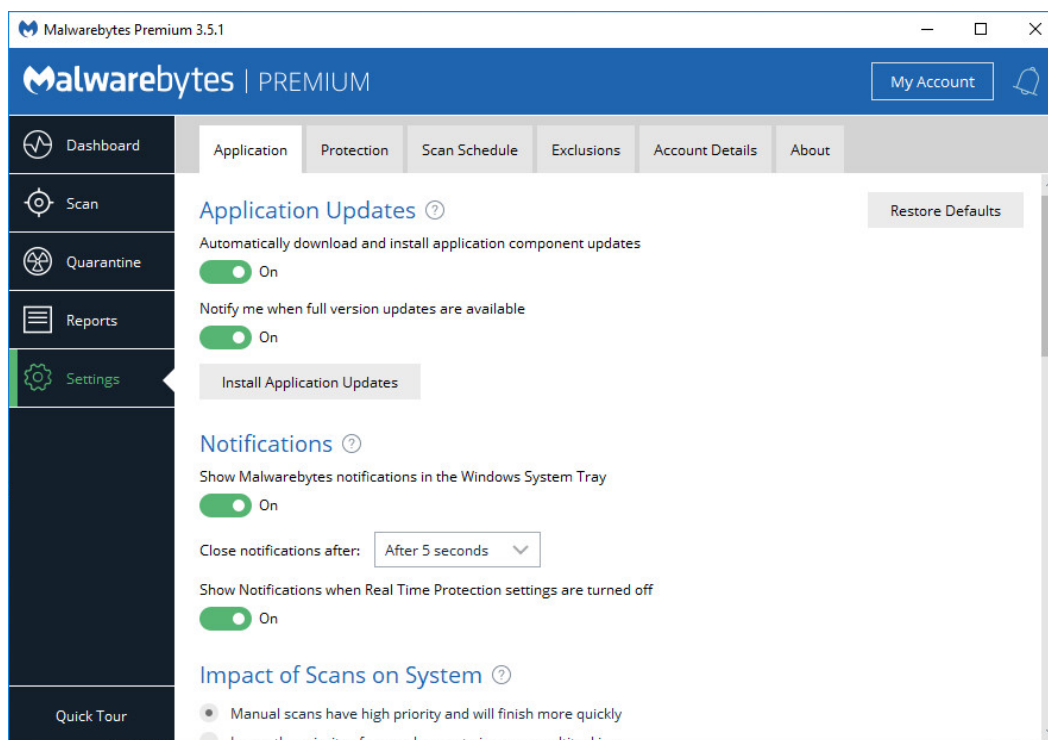 Malwarebytes Premium 3.5.1
Malwarebytes | PREMIUM
My Account
Dashboard
Scan
Quarantine
Reports
Settings
Quick Tour
Application Protection Scan Schedule Exclusions Account Details About
Application Updates ?
Restore Defaults
Automatically download and install application component updates
On
Notify me when full version updates are available
On
Install Application Updates
Notifications ?
Show Malwarebytes notifications in the Windows System Tray
On
Close notifications after: After 5 seconds
Show Notifications when Real Time Protection settings are turned off
On
Impact of Scans on System ?
Manual scans have high priority and will finish more quickly